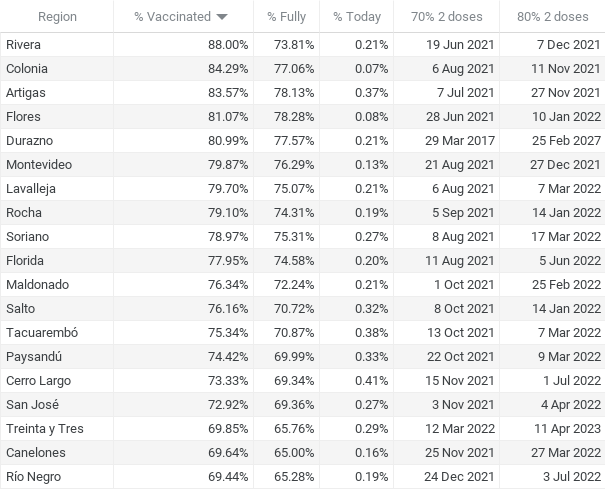 Region % Vaccinated % Fully % Today 70% 2 doses 80% 2 doses
Rivera 88.00% 73.81% 0.21% 19 Jun 2021 7 Dec 2021
Colonia 84.29% 77.06% 0.07% 6 Aug 2021 11 Nov 2021
Artigas 83.57% 78.13% 0.37% 7 Jul 2021 27 Nov 2021
Flores 81.07% 78.28% 0.08% 28 Jun 2021 10 Jan 2022
Durazno 80.99% 77.57% 0.21% 29 Mar 2017 25 Feb 2027
Montevideo 79.87% 76.29% 0.13% 21 Aug 2021 27 Dec 2021
Lavalleja 79.70% 75.07% 0.21% 6 Aug 2021 7 Mar 2022
Rocha 79.10% 74.31% 0.19% 5 Sep 2021 14 Jan 2022
Soriano 78.97% 75.31% 0.27% 8 Aug 2021 17 Mar 2022
Florida 77.95% 74.58% 0.20% 11 Aug 2021 5 Jun 2022
Maldonado 76.34% 72.24% 0.21% 1 Oct 2021 25 Feb 2022
Salto 76.16% 70.72% 0.32% 8 Oct 2021 14 Jan 2022
Tacuarembó 75.34% 70.87% 0.38% 13 Oct 2021 7 Mar 2022
Paysandú 74.42% 69.99% 0.33% 22 Oct 2021 9 Mar 2022
Cerro Largo 73.33% 69.34% 0.41% 15 Nov 2021 1 Jul 2022
San José 72.92% 69.36% 0.27% 3 Nov 2021 4 Apr 2022
Treinta y Tres 69.85% 65.76% 0.29% 12 Mar 2022 11 Apr 2023
Canelones 69.64% 65.00% 0.16% 25 Nov 2021 27 Mar 2022
Río Negro 69.44% 65.28% 0.19% 24 Dec 2021 3 Jul 2022